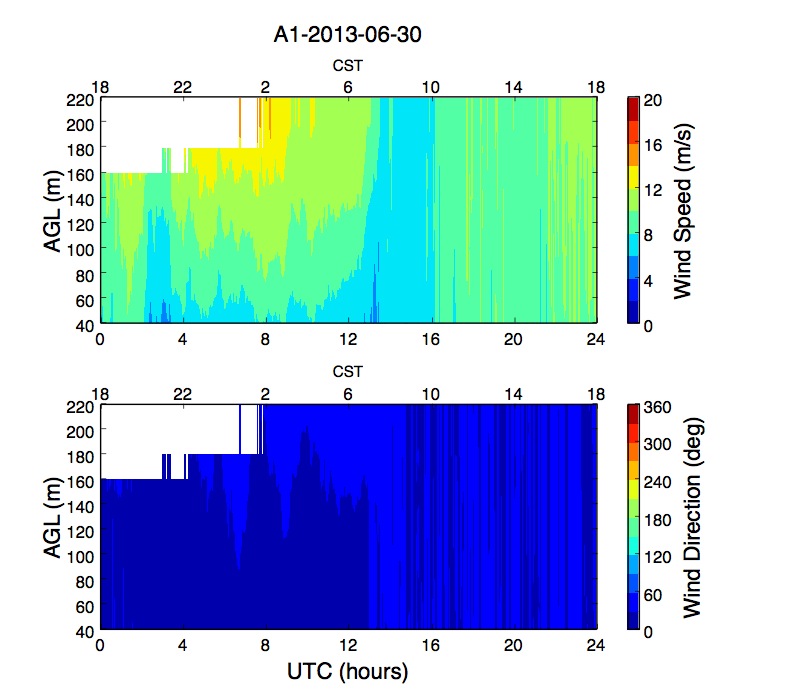 A1-2013-06-30
CST
18 22 2 6 10 14 18
220
200
180
160
140
120
100
80
60
40
AGL (m)
0 4 8 12 16 20 24
20
16
12
8
4
0
Wind Speed (m/s)
CST
18 22 2 6 10 14 18
220
200
180
160
140
120
100
80
60
40
AGL (m)
0 4 8 12 16 20 24
UTC (hours)
360
300
240
180
120
60
0
Wind Direction (deg)